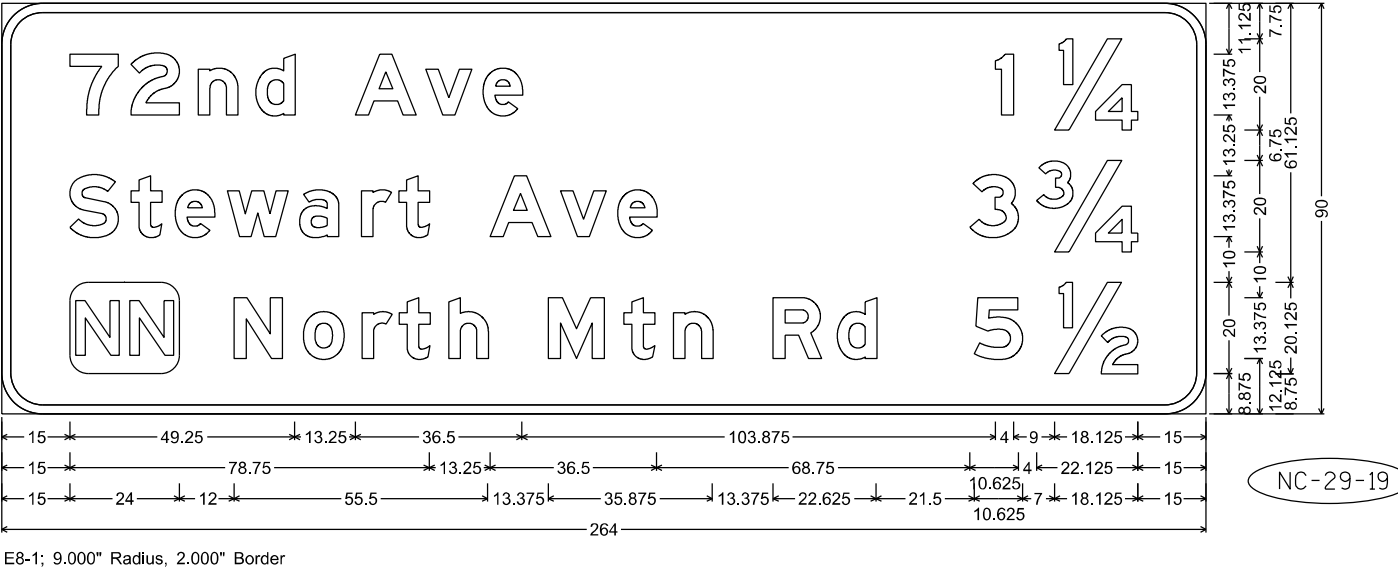 72nd Ave 1 1/4
Stewart Ave 3 3/4
NN North Mtn Rd 5 1/2
11.125 13.375 13.25 13.375 10 20 8.875
7.75 20 6.75 20 10 13.375 12.125
61.125 20.125 8.75
90
15 49.25 13.25 36.5 103.875 4 9 18.125 15
15 78.75 13.25 36.5 68.75 10.625 4 22.125 15
15 24 12 55.5 13.375 35.875 13.375 22.625 21.5 10.625 7 18.125 15
264
NC-29-19
E8-1; 9.000" Radius, 2.000" Border